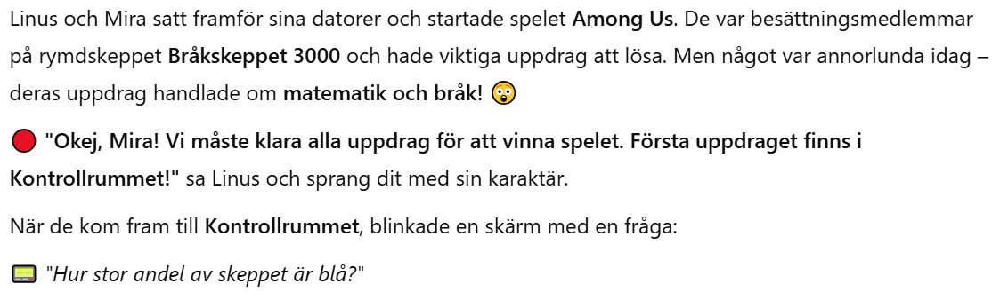 Linus och Mira satt framför sina datorer och startade spelet Among Us. De var besättningsmedlemmar
på rymdskeppet Bråkskeppet 3000 och hade viktiga uppdrag att lösa. Men något var annorlunda idag –
deras uppdrag handlade om matematik och bråk! 😲
🔴 "Okej, Mira! Vi måste klara alla uppdrag för att vinna spelet. Första uppdraget finns i
Kontrollrummet!" sa Linus och sprang dit med sin karaktär.
När de kom fram till Kontrollrummet, blinkade en skärm med en fråga:
📟 "Hur stor andel av skeppet är blå?"